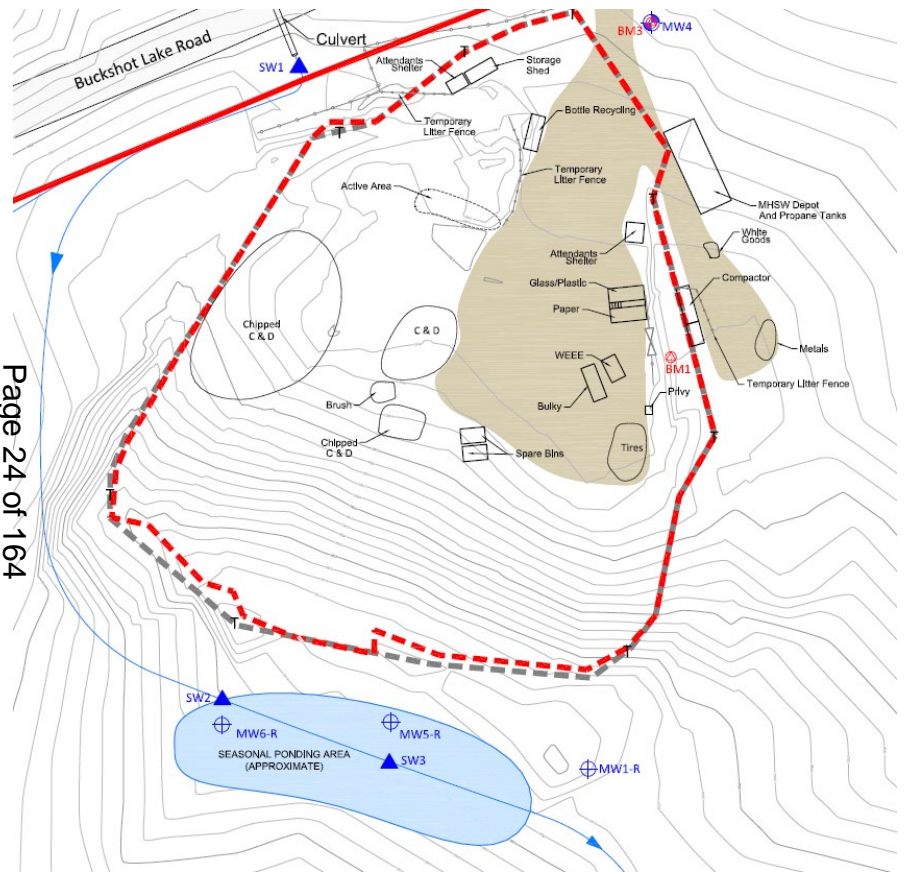 Buckshot Lake Road
Culvert
SW1
BM3
MW4
Attendants
Shelter
Storage
Shed
Temporary
Litter Fence
Bottle Recycling
Temporary
Litter Fence
Active Area
MHSW Depot
And Propane Tanks
Attendants
Shelter
White
Goods
Compactor
Glass/Plastic
Paper
Chipped
C & D
C & D
WEEE
Bulky
BM1
Metals
Temporary Litter Fence
Privy
Brush
Chipped
C & D
Spare Bins
Tires
T
T
T
T
T
T
T
T
SW2
MW6-R
MW5-R
SEASONAL PONDING AREA
(APPROXIMATE)
SW3
MW1-R
Page 24 of 164